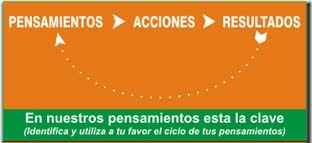 PENSAMIENTOS > ACCIONES > RESULTADOS
En nuestros pensamientos esta la clave
(Identifica y utiliza a tu favor el ciclo de tus pensamientos)